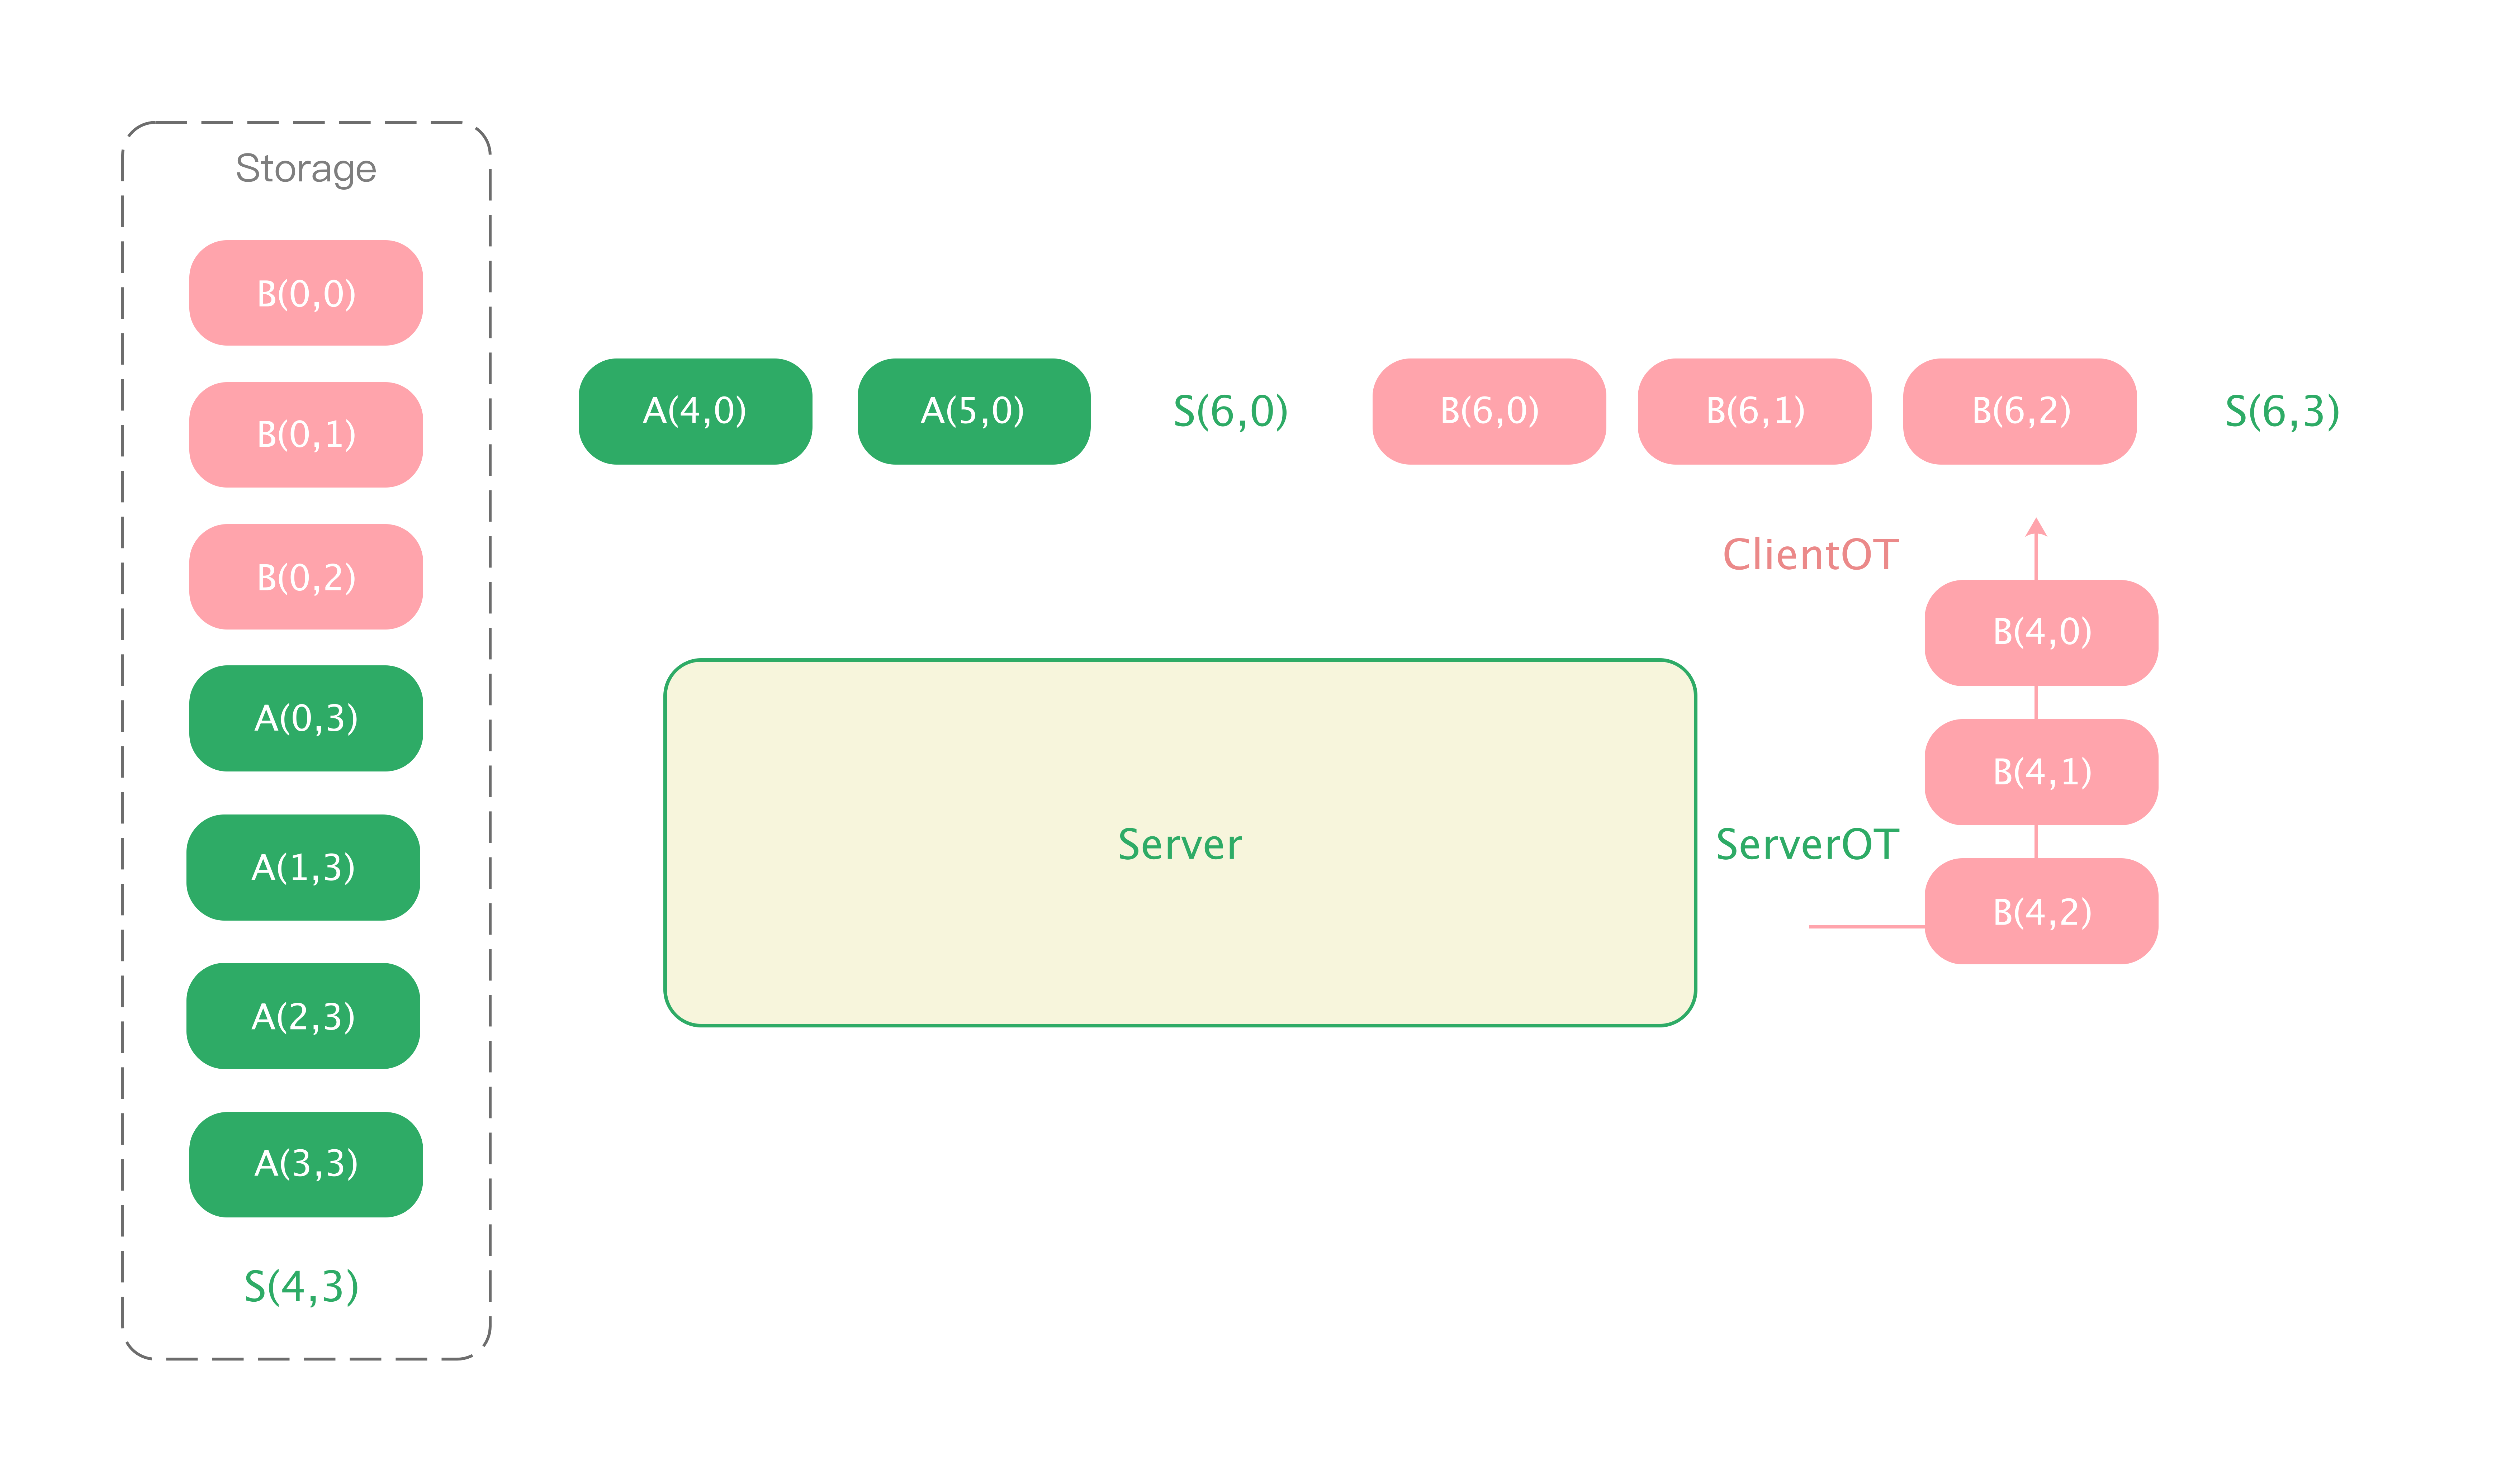 Storage
B(0,0)
B(0,1)
B(0,2)
A(0,3)
A(1,3)
A(2,3)
A(3,3)
S(4,3)
A(4,0)
A(5,0)
S(6,0)
B(6,0)
B(6,1)
B(6,2)
S(6,3)
ClientOT
B(4,0)
B(4,1)
Server
ServerOT
B(4,2)